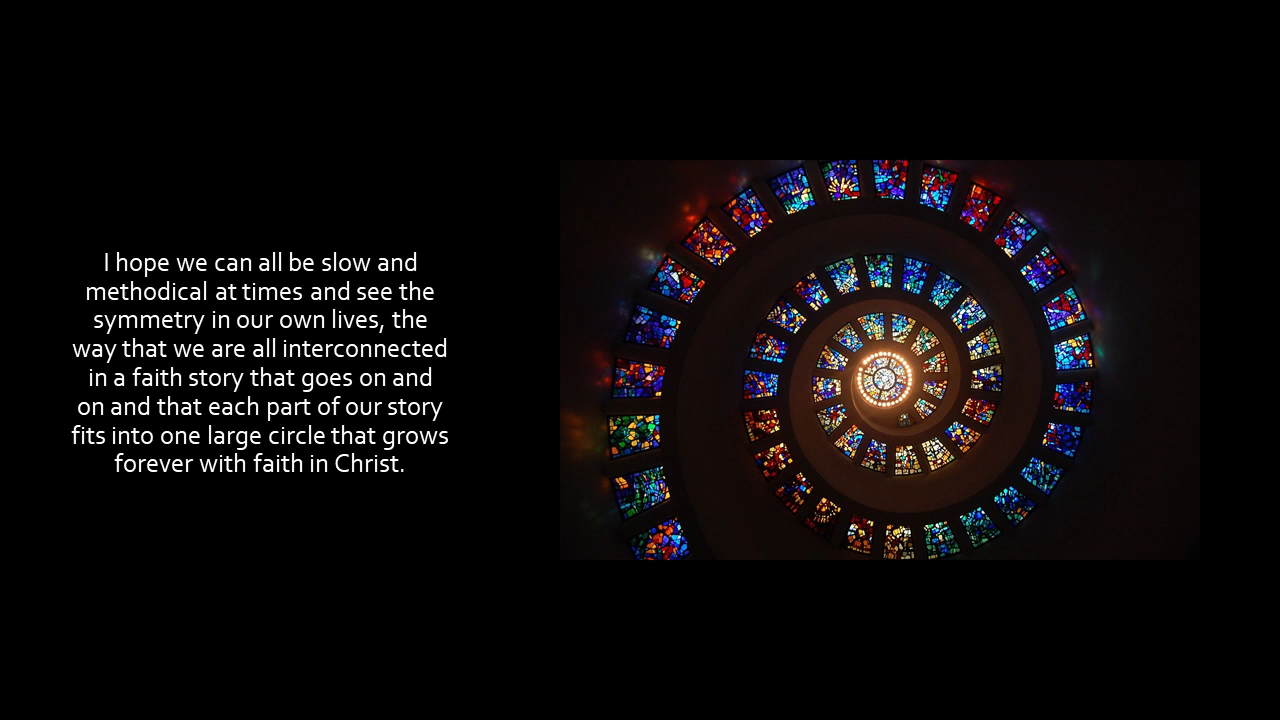 I hope we can all be slow and
methodical at times and see the
symmetry in our own lives, the
way that we are all interconnected
in a faith story that goes on and
on and that each part of our story
fits into one large circle that grows
forever with faith in Christ.